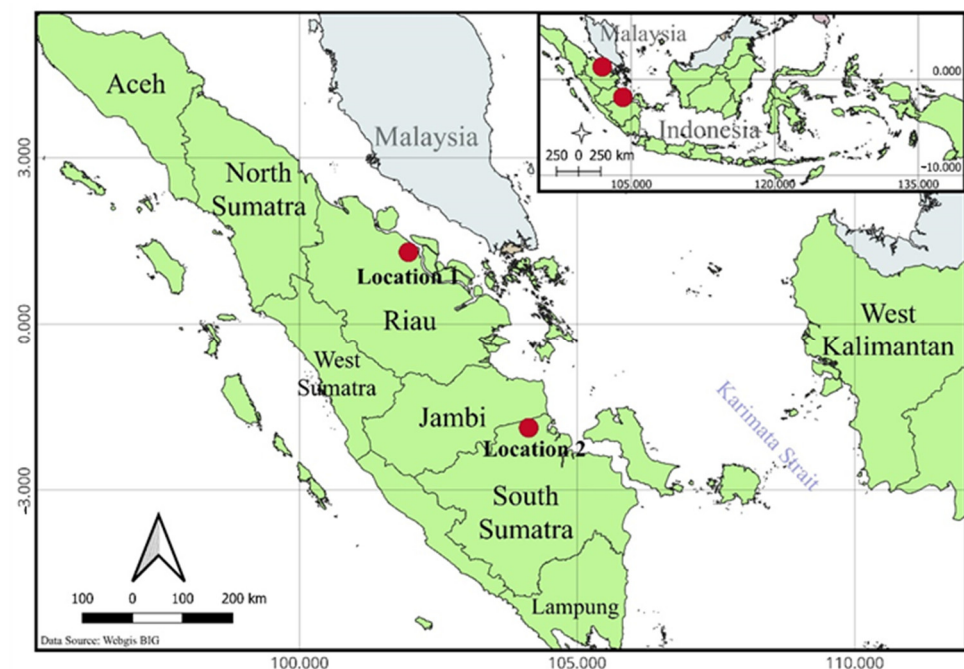 Aceh
North
Sumatra
Malaysia
Location 1
Riau
West
Sumatra
Jambi
Location 2
South
Sumatra
Lampung
West
Kalimantan
Karimata Strait
Malaysia
Indonesia
250 0 250 km
0.000
-10.000
105.000 120.000 135.000
3.000
0.000
-3.000
100 0 100 200 km
Data Source: Webgis BIG
100.000 105.000 110.000